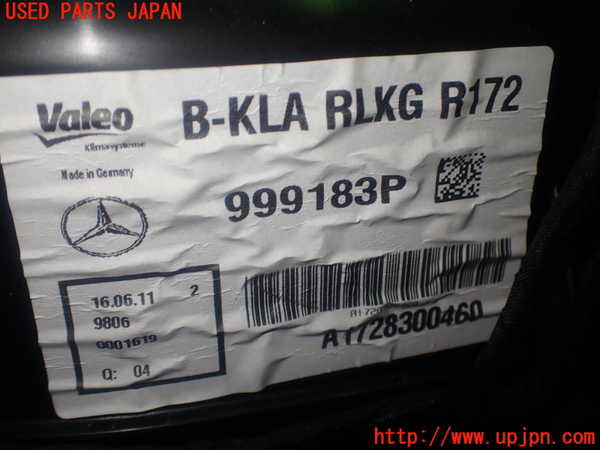 USED PARTS JAPAN
Valeo
Klimasysteme
B-KLA RLKG R172
Made in Germany
999183P
16.06.11 2
9806
0001619
Q: 04
A1728300460
http://www.upjpn.com